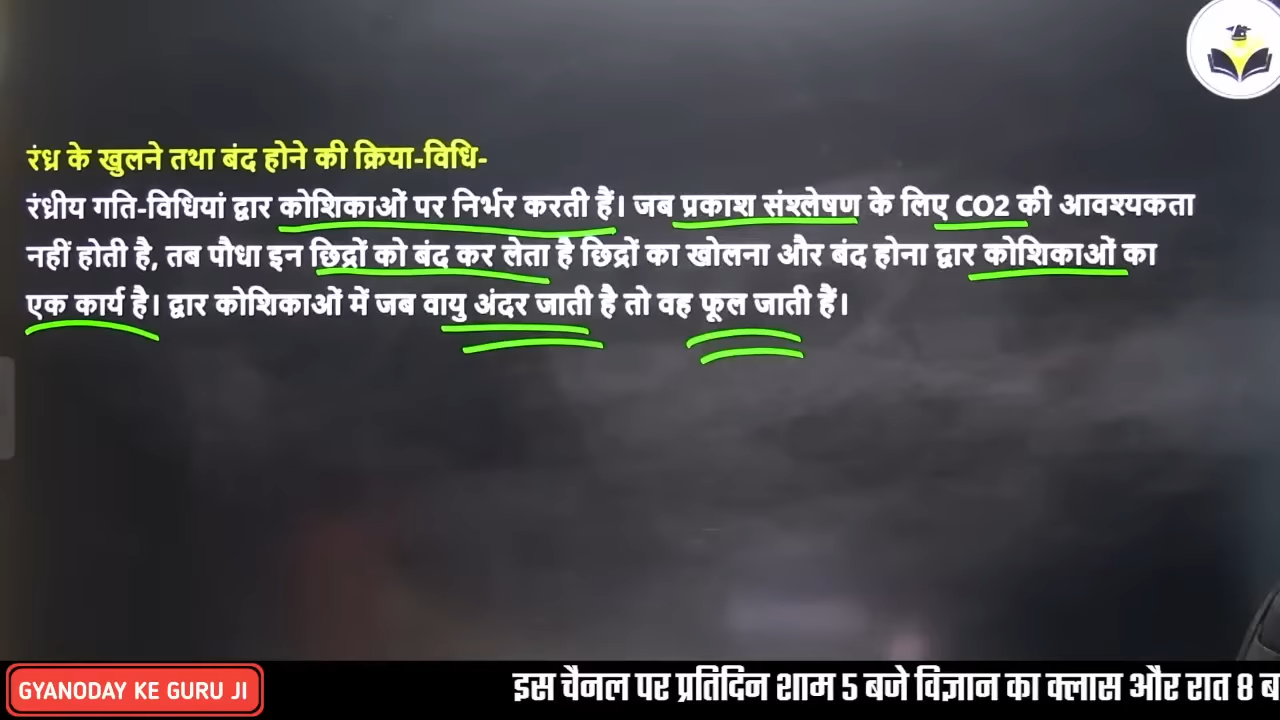 रंध्र के खुलने तथा बंद होने की क्रिया-विधि-
रंध्रीय गति-विधियां द्वार कोशिकाओं पर निर्भर करती हैं। जब प्रकाश संश्लेषण के लिए CO2 की आवश्यकता
नहीं होती है, तब पौधा इन छिद्रों को बंद कर लेता है छिद्रों का खोलना और बंद होना द्वार कोशिकाओं का
एक कार्य है। द्वार कोशिकाओं में जब वायु अंदर जाती है तो वह फूल जाती हैं।
GYANODAY KE GURU JI
इस चैनल पर प्रतिदिन शाम 5 बजे विज्ञान का क्लास और रात 8 ब